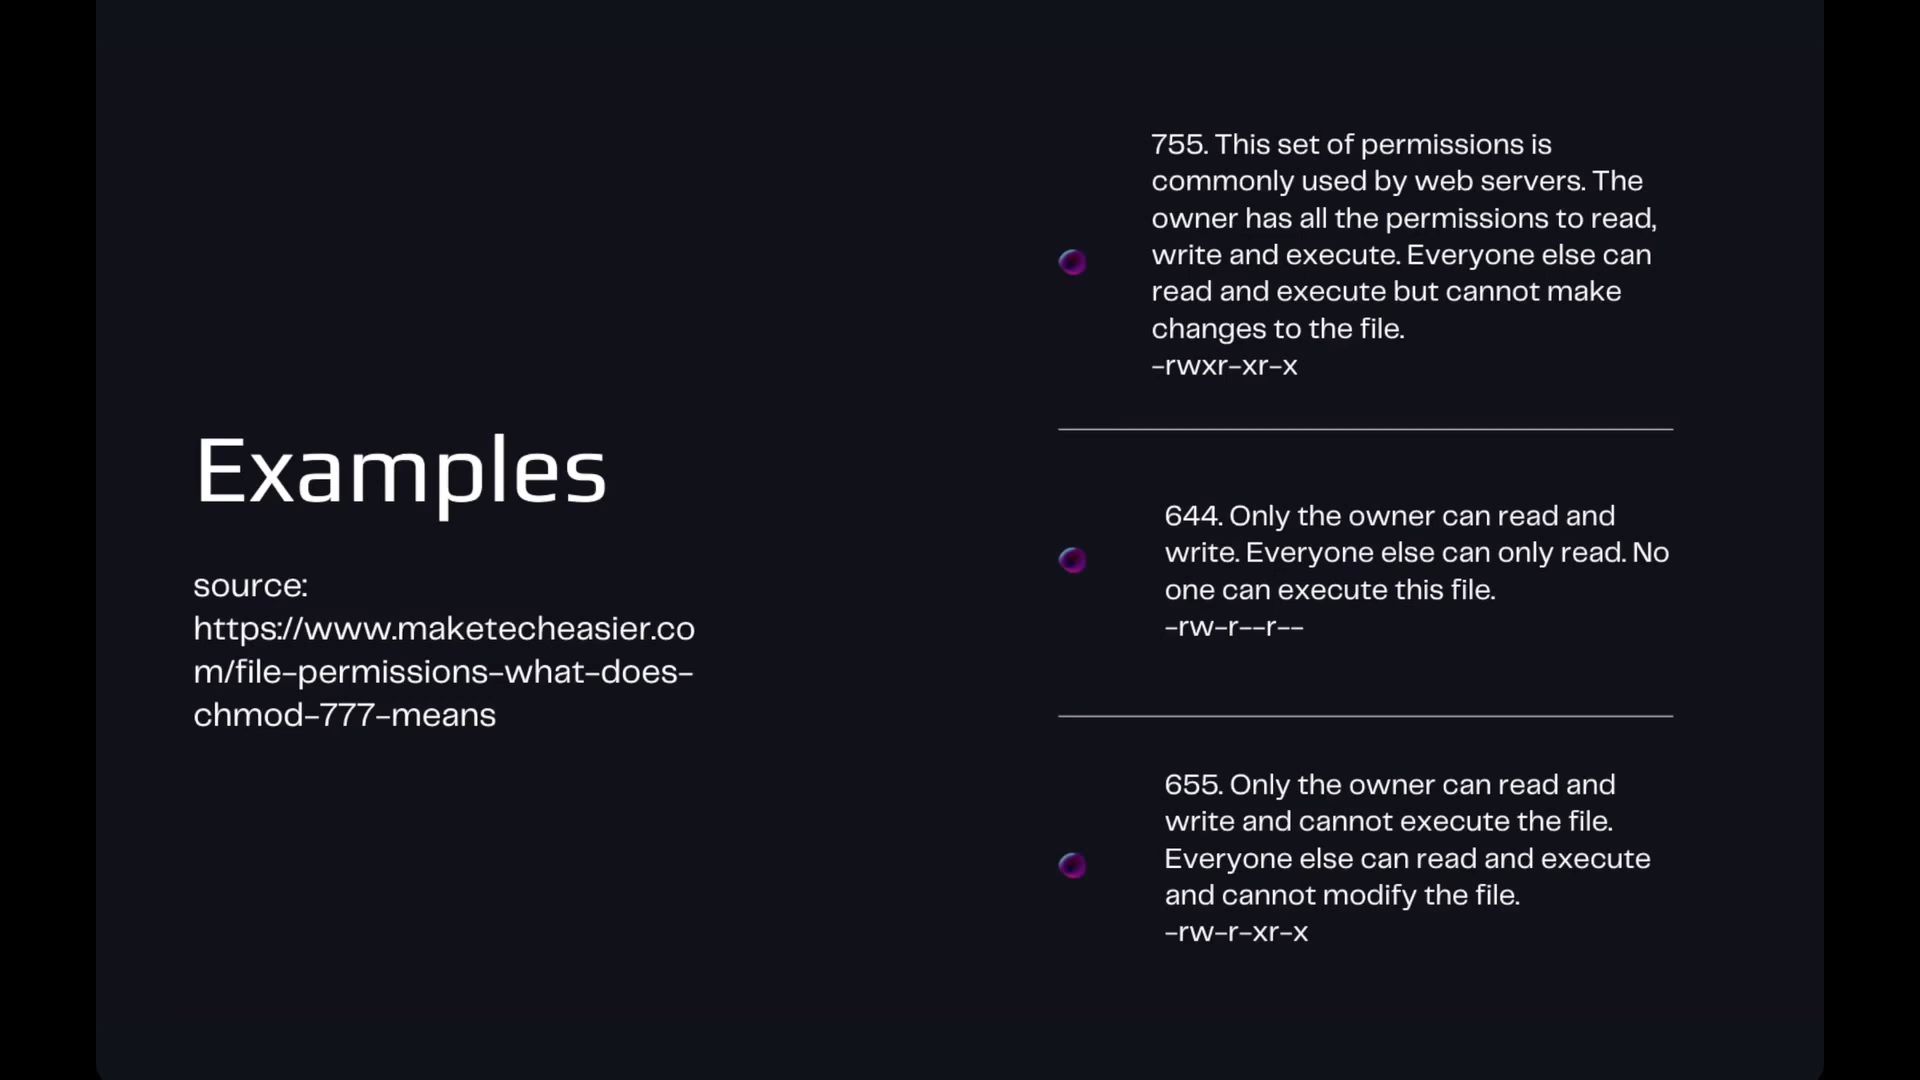 Examples
source:
https://www.maketecheasier.co
m/file-permissions-what-does-
chmod-777-means
755. This set of permissions is
commonly used by web servers. The
owner has all the permissions to read,
write and execute. Everyone else can
read and execute but cannot make
changes to the file.
-rwxr-xr-x
644. Only the owner can read and
write. Everyone else can only read. No
one can execute this file.
-rw-r--r--
655. Only the owner can read and
write and cannot execute the file.
Everyone else can read and execute
and cannot modify the file.
-rw-r-xr-x